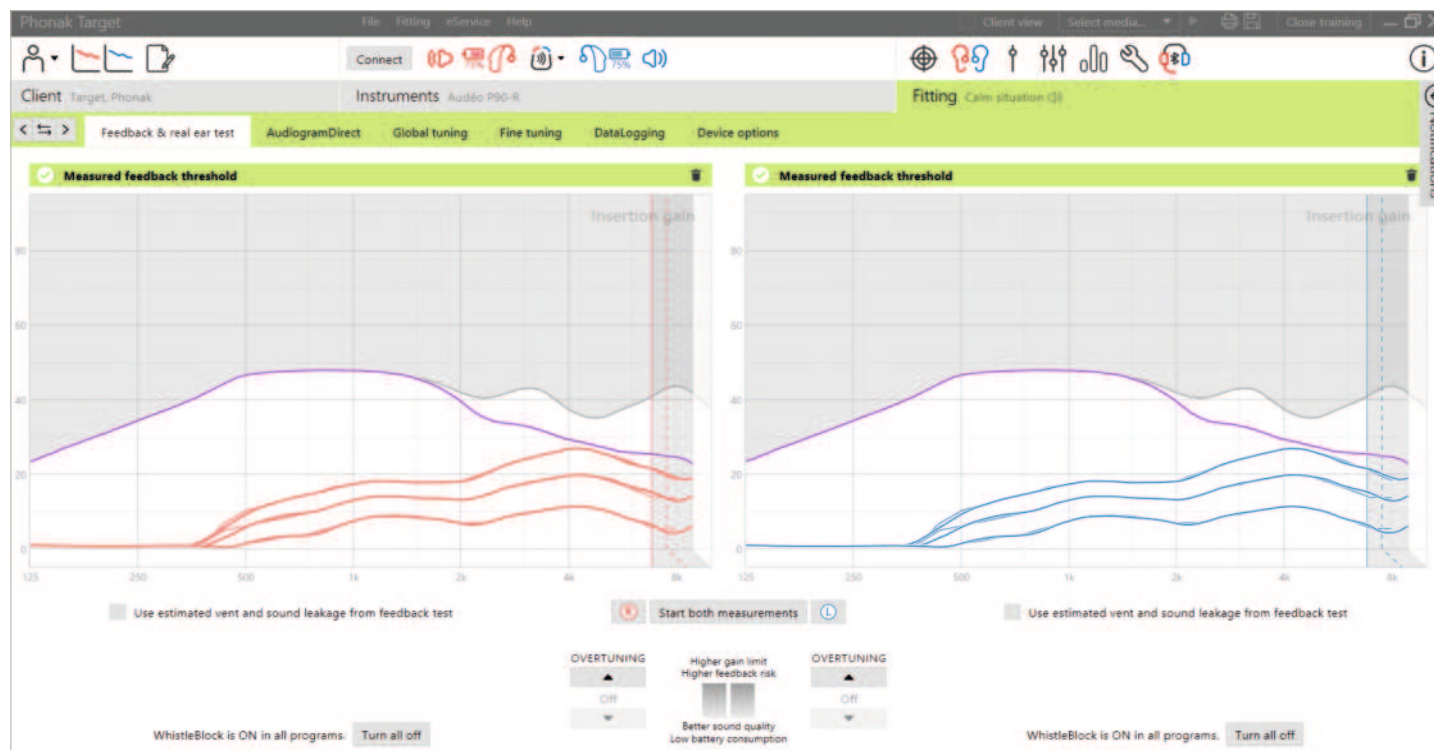 Phonak Target File Fitting eService Help Client view Select media... Close training
Connect 75% 75%
Client Target, Phonak Instruments Audéo P90-R Fitting Calm situation
Feedback & real ear test AudiogramDirect Global tuning Fine tuning DataLogging Device options
Measured feedback threshold Measured feedback threshold
Insertion gain Insertion gain
80
60 60
40 40
20 20
0 0
125 250 500 1k 2k 4k 8k 125 250 500 1k 2k 4k 8k
Use estimated vent and sound leakage from feedback test R Start both measurements L Use estimated vent and sound leakage from feedback test
OVERTUNING Higher gain limit OVERTUNING
Higher feedback risk
Off Off
Better sound quality
Low battery consumption
WhistleBlock is ON in all programs. Turn all off WhistleBlock is ON in all programs. Turn all off